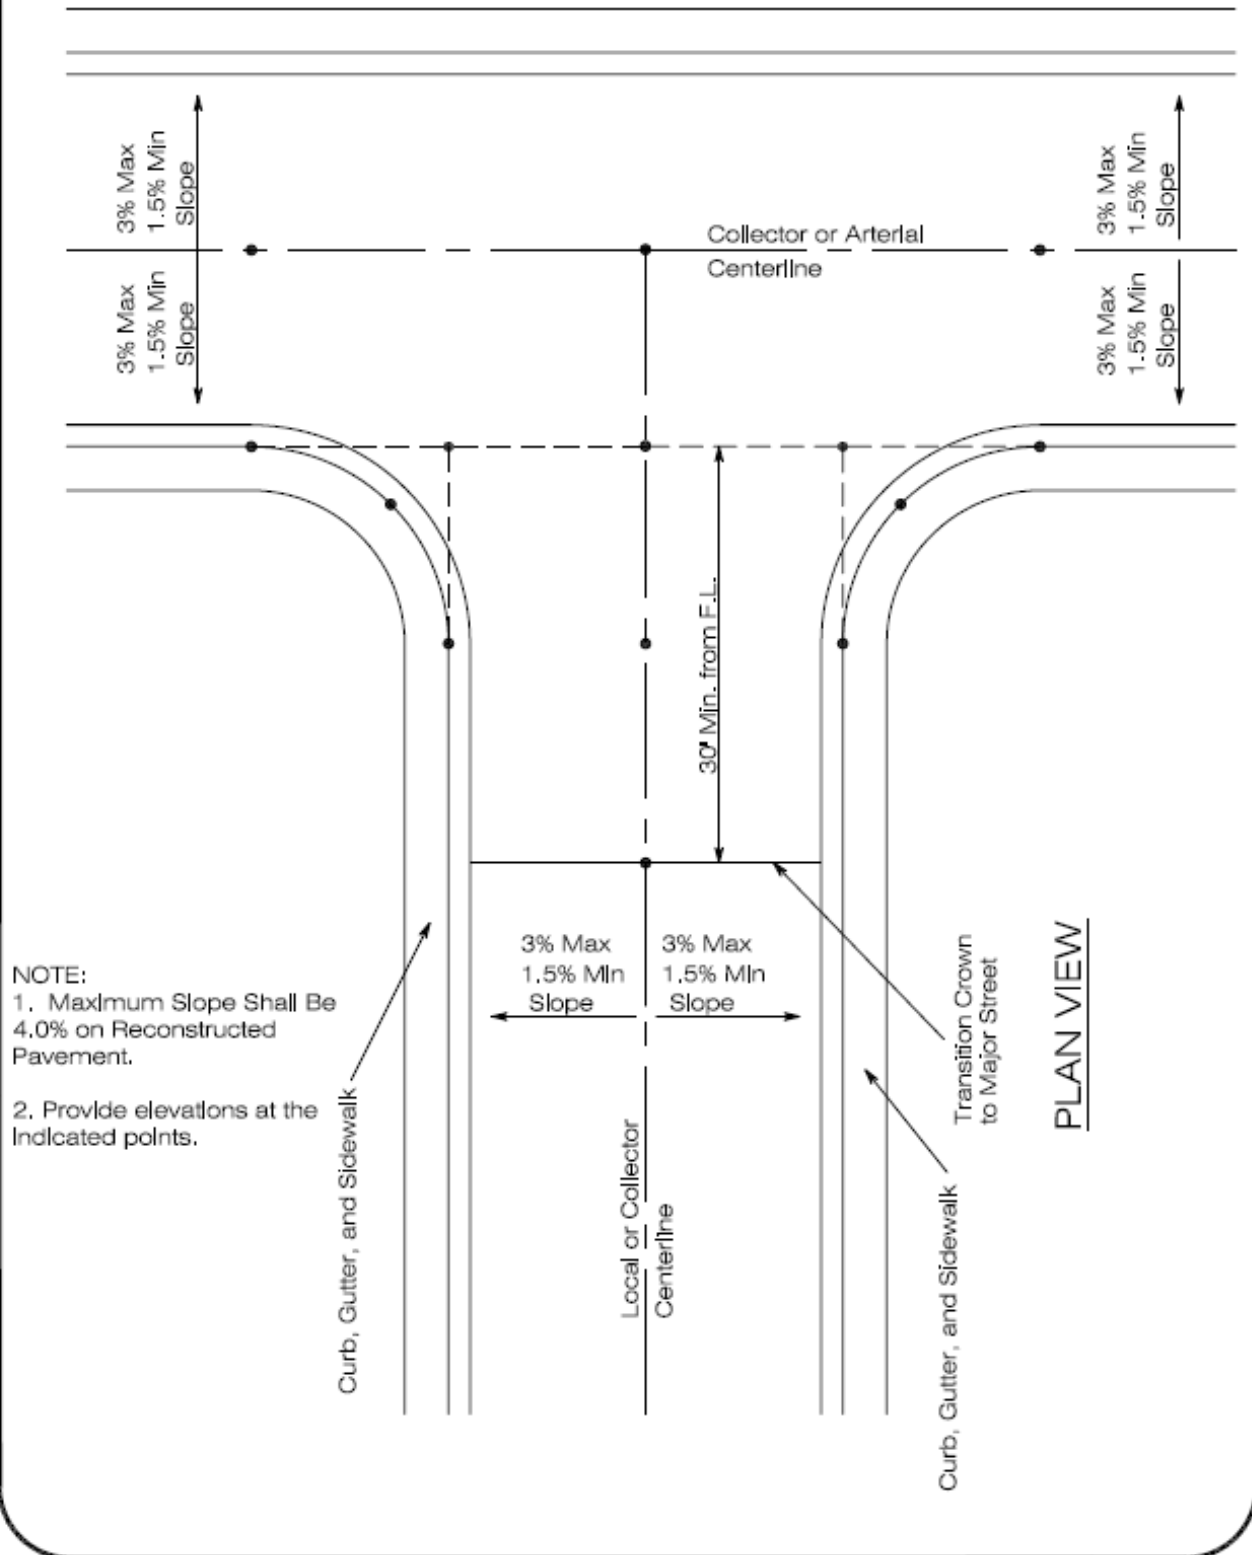 3% Max
1.5% Min
Slope
3% Max
1.5% Min
Slope
Collector or Arterial
Centerline
3% Max
1.5% Min
Slope
3% Max
1.5% Min
Slope
30' Min. from F.L.
3% Max
1.5% Min
Slope
3% Max
1.5% Min
Slope
NOTE:
1. Maximum Slope Shall Be
4.0% on Reconstructed
Pavement.
2. Provide elevations at the
indicated points.
Curb, Gutter, and Sidewalk
Local or Collector
Centerline
Transition Crown
to Major Street
Curb, Gutter, and Sidewalk
PLAN VIEW